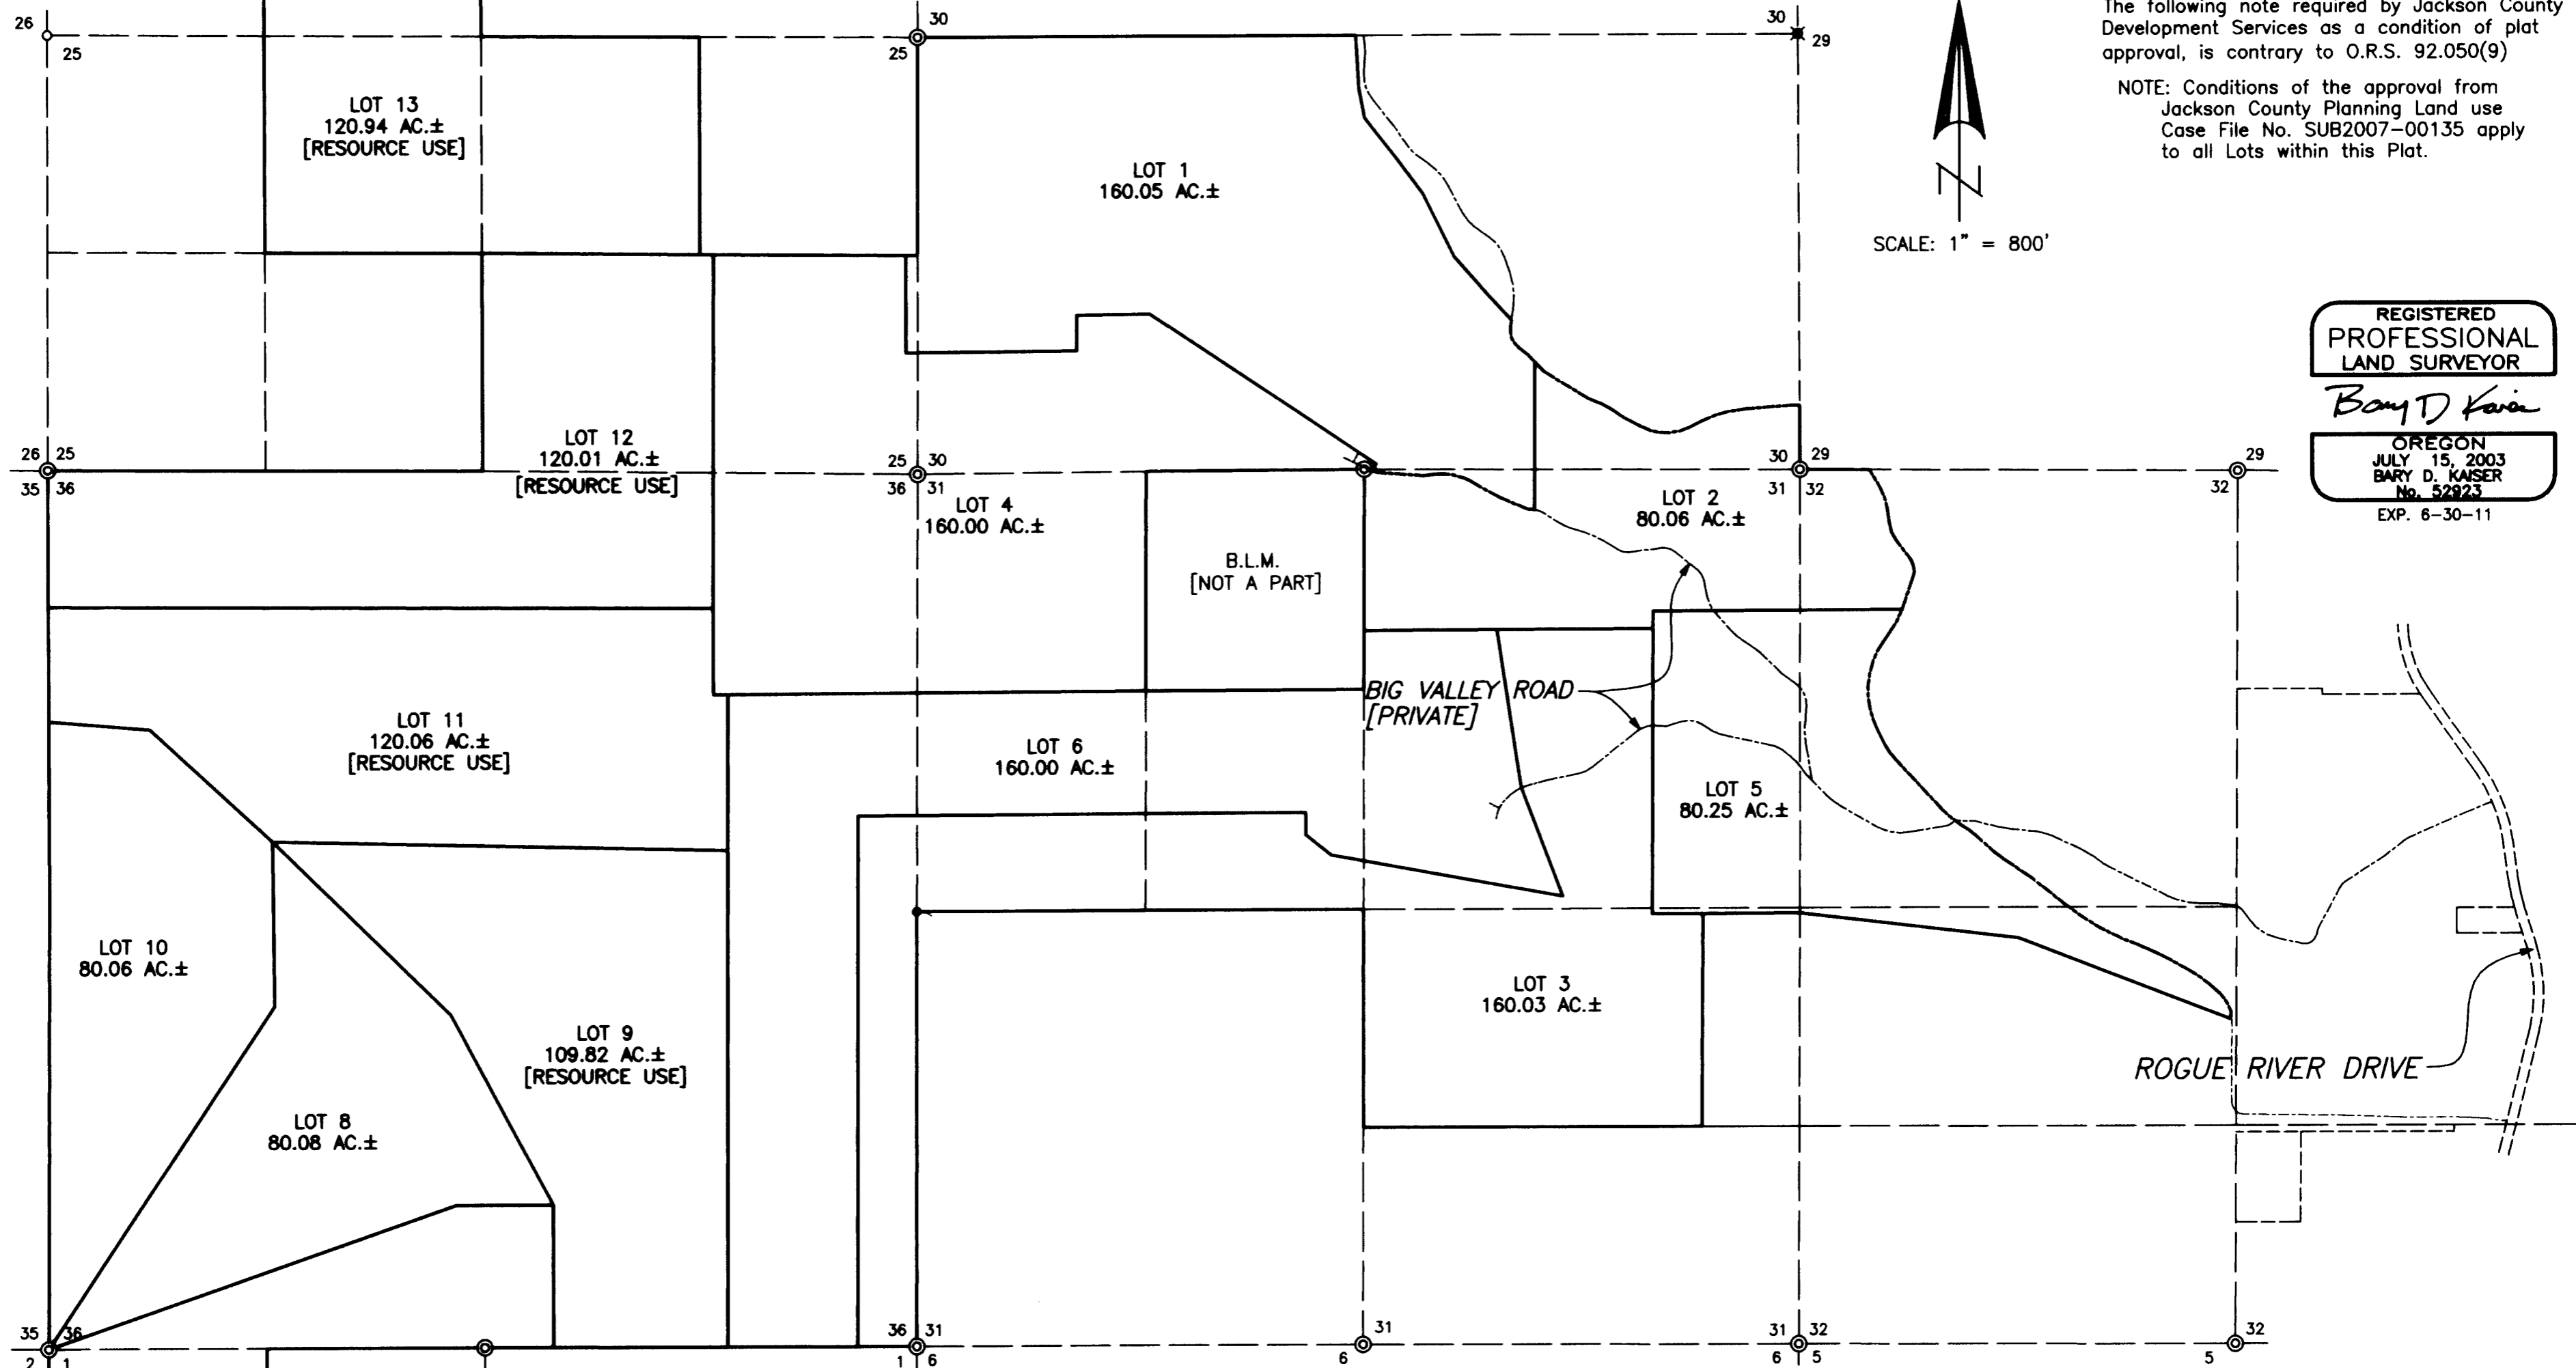 26
25
30
25
30
29
The following note required by Jackson County
Development Services as a condition of plat
approval, is contrary to O.R.S. 92.050(9)
NOTE: Conditions of the approval from
Jackson County Planning Land use
Case File No. SUB2007-00135 apply
to all Lots within this Plat.
LOT 13
120.94 AC.±
[RESOURCE USE]
LOT 1
160.05 AC.±
N
SCALE: 1" = 800'
REGISTERED
PROFESSIONAL
LAND SURVEYOR
Bary D Kaiser
OREGON
JULY 15, 2003
BARY D. KAISER
No. 52923
EXP. 6-30-11
LOT 12
120.01 AC.±
[RESOURCE USE]
26 25
35 36
25 30
36 31
30 29
31 32
29
32
LOT 4
160.00 AC.±
LOT 2
80.06 AC.±
B.L.M.
[NOT A PART]
BIG VALLEY ROAD
[PRIVATE]
LOT 11
120.06 AC.±
[RESOURCE USE]
LOT 6
160.00 AC.±
LOT 5
80.25 AC.±
LOT 10
80.06 AC.±
LOT 3
160.03 AC.±
LOT 9
109.82 AC.±
[RESOURCE USE]
ROGUE RIVER DRIVE
LOT 8
80.08 AC.±
35 36
2 1
36 31
1 6
31
6
31 32
6 5
32
5